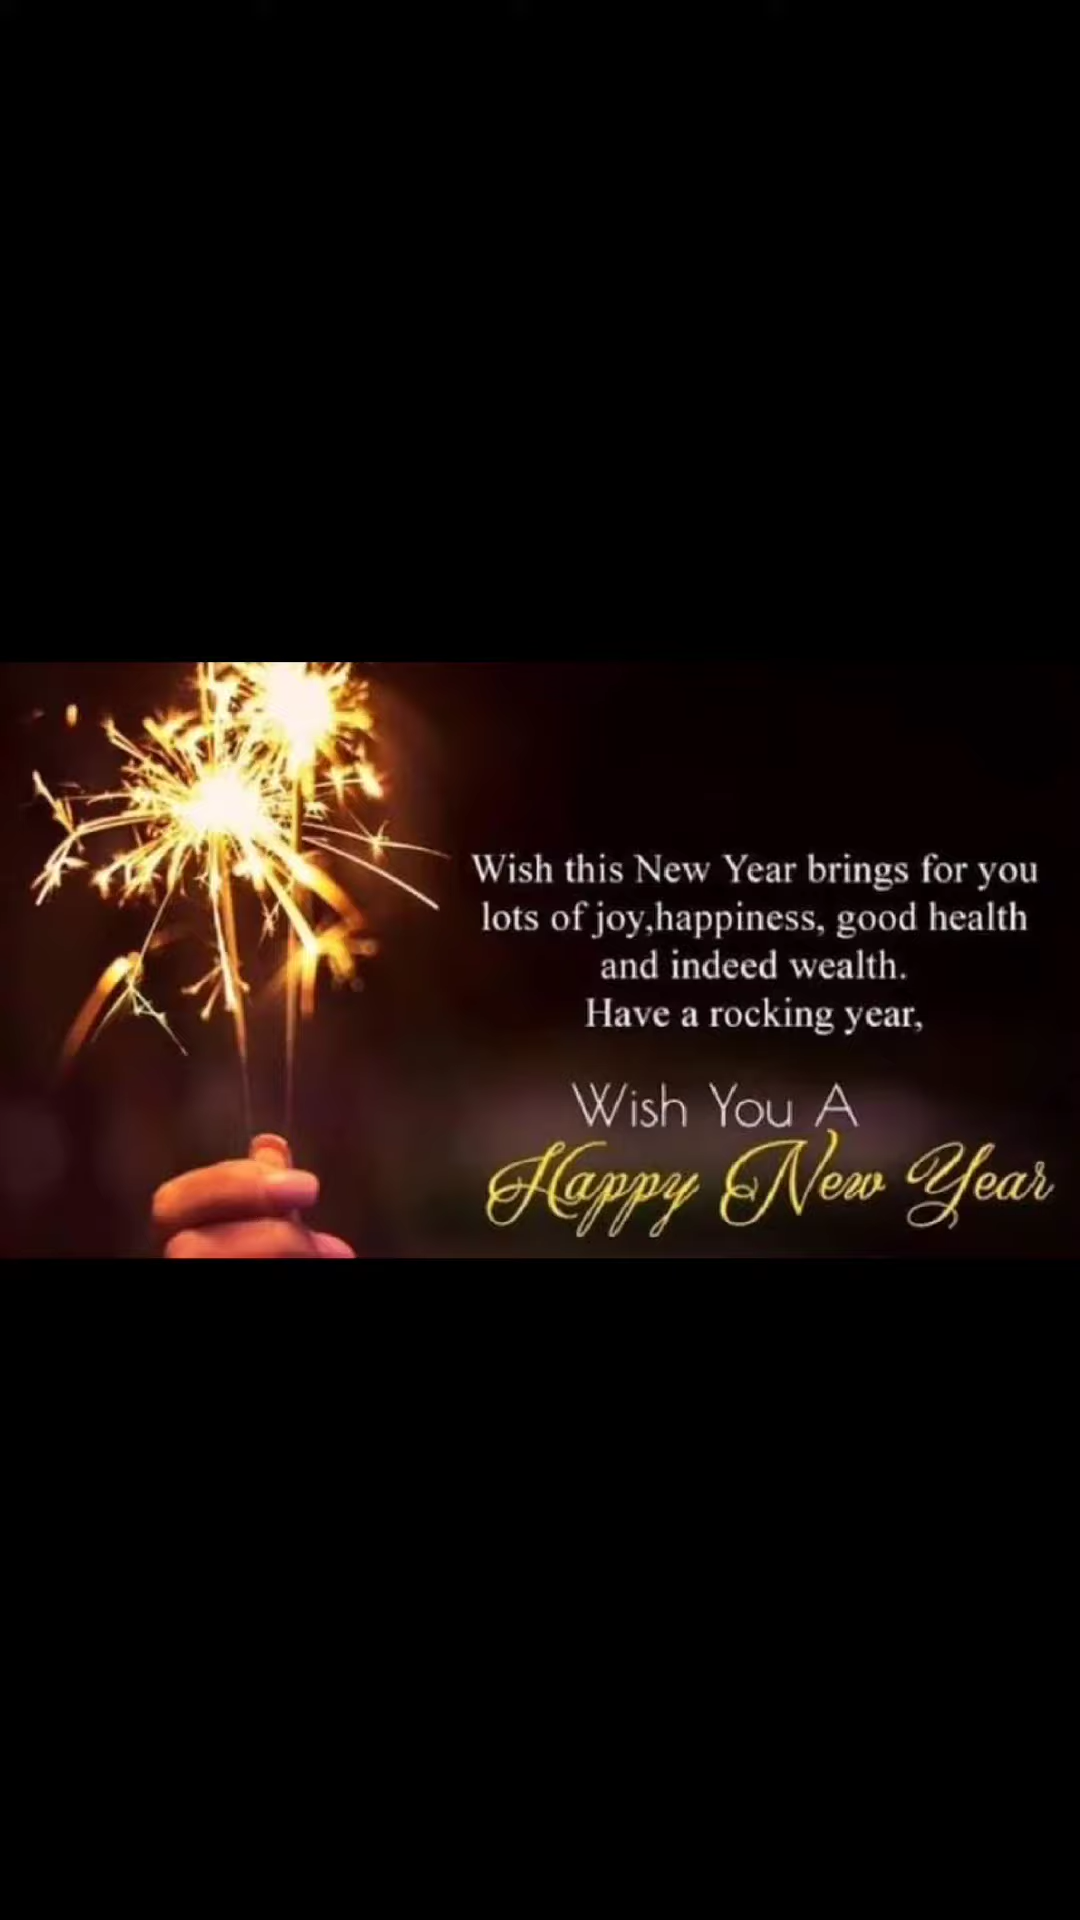 Wish this New Year brings for you
lots of joy,happiness, good health
and indeed wealth.
Have a rocking year,
Wish You A
Happy New Year